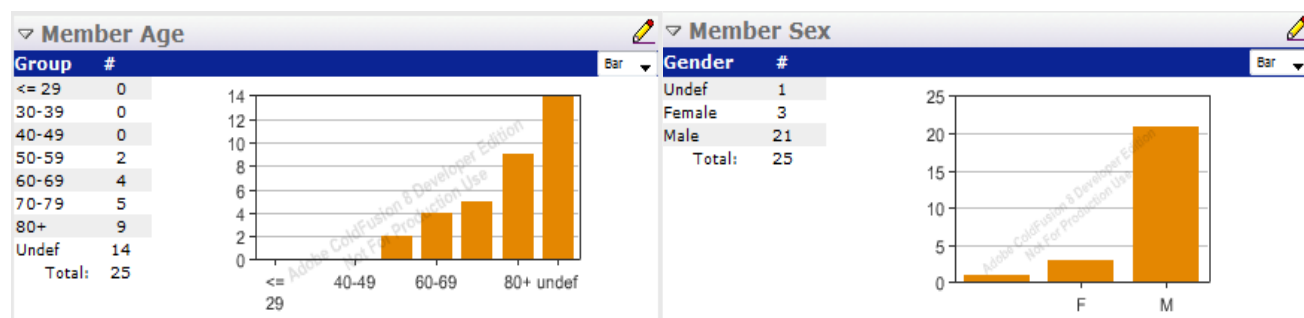 Member Age
Group #
Bar
<= 29 0
30-39 0
40-49 0
50-59 2
60-69 4
70-79 5
80+ 9
Undef 14
Total: 25
14
12
10
8
6
4
2
0
<=
29
40-49
60-69
80+
undef
Adobe ColdFusion 8 Developer Edition
Not For Production Use
Member Sex
Gender #
Bar
Undef 1
Female 3
Male 21
Total: 25
25
20
15
10
5
0
F
M
Adobe ColdFusion 8 Developer Edition
Not For Production Use